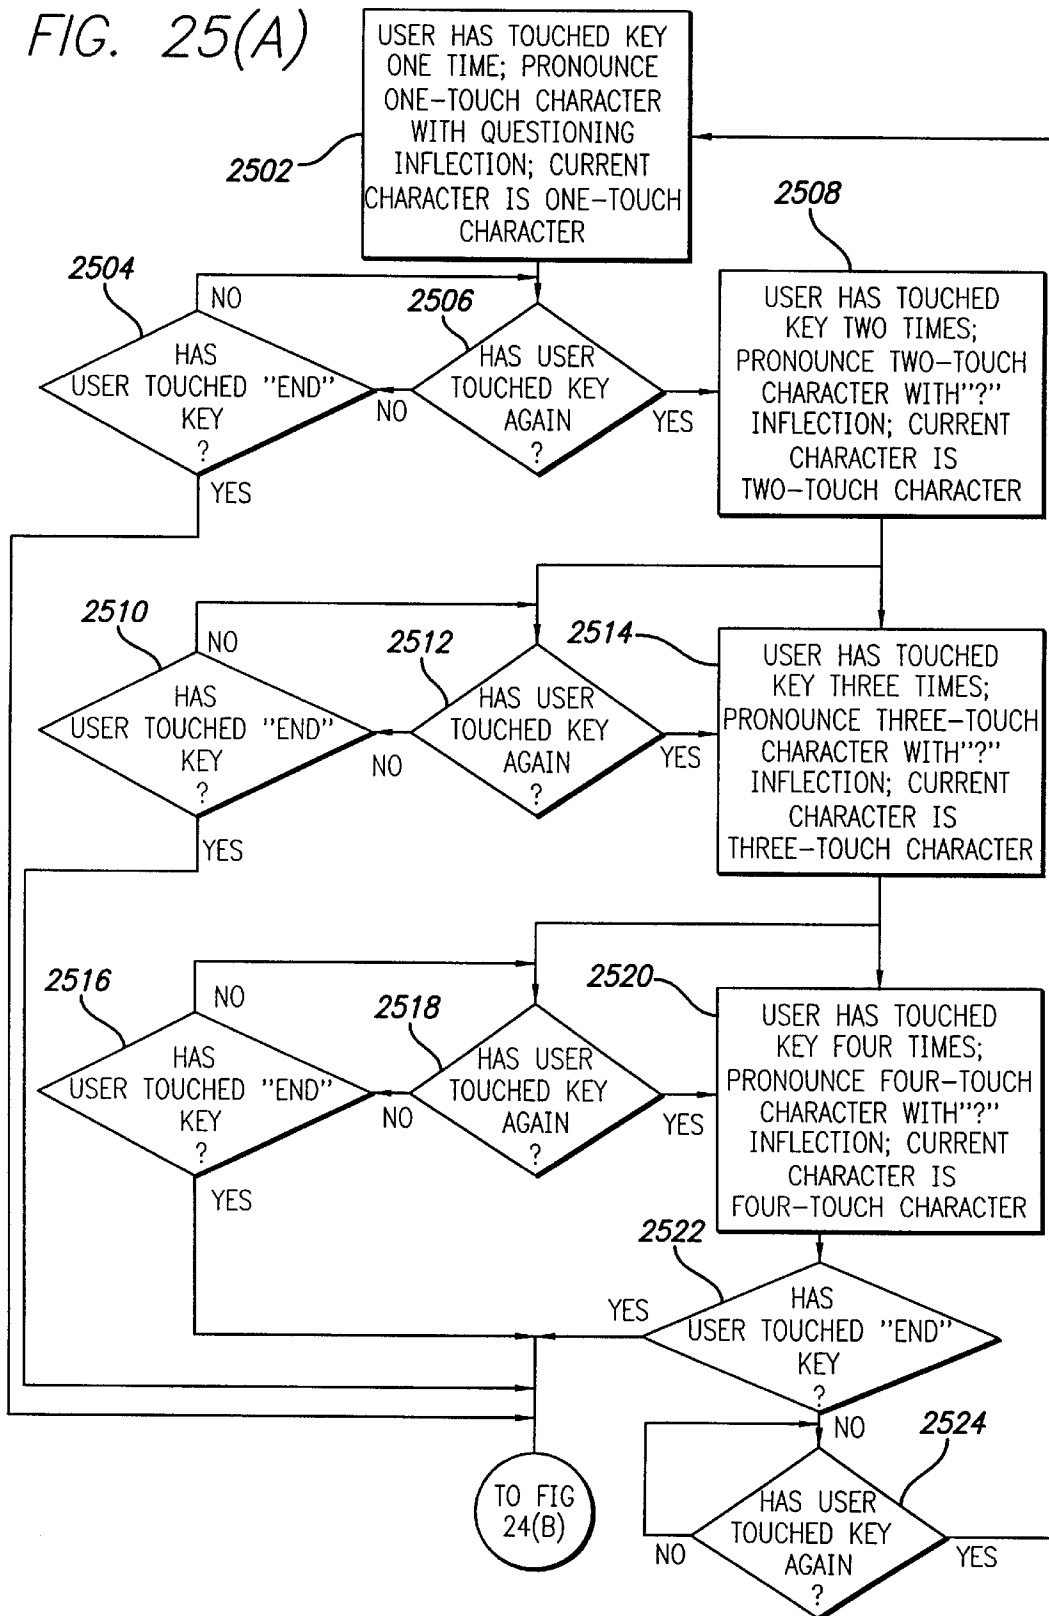 FIG. 25(A)
USER HAS TOUCHED KEY
ONE TIME; PRONOUNCE
ONE-TOUCH CHARACTER
WITH QUESTIONING
INFLECTION; CURRENT
CHARACTER IS ONE-TOUCH
CHARACTER
2502
2504
NO
HAS
USER TOUCHED "END"
KEY
?
YES
2506
HAS USER
TOUCHED KEY
AGAIN
?
NO
YES
2508
USER HAS TOUCHED
KEY TWO TIMES;
PRONOUNCE TWO-TOUCH
CHARACTER WITH"?"
INFLECTION; CURRENT
CHARACTER IS
TWO-TOUCH CHARACTER
2510
NO
HAS
USER TOUCHED "END"
KEY
?
YES
2512
HAS USER
TOUCHED KEY
AGAIN
?
NO
YES
2514
USER HAS TOUCHED
KEY THREE TIMES;
PRONOUNCE THREE-TOUCH
CHARACTER WITH"?"
INFLECTION; CURRENT
CHARACTER IS
THREE-TOUCH CHARACTER
2516
NO
HAS
USER TOUCHED "END"
KEY
?
YES
2518
HAS USER
TOUCHED KEY
AGAIN
?
NO
YES
2520
USER HAS TOUCHED
KEY FOUR TIMES;
PRONOUNCE FOUR-TOUCH
CHARACTER WITH"?"
INFLECTION; CURRENT
CHARACTER IS
FOUR-TOUCH CHARACTER
2522
YES
HAS
USER TOUCHED "END"
KEY
?
NO
2524
HAS USER
TOUCHED KEY
AGAIN
?
NO
YES
TO FIG
24(B)